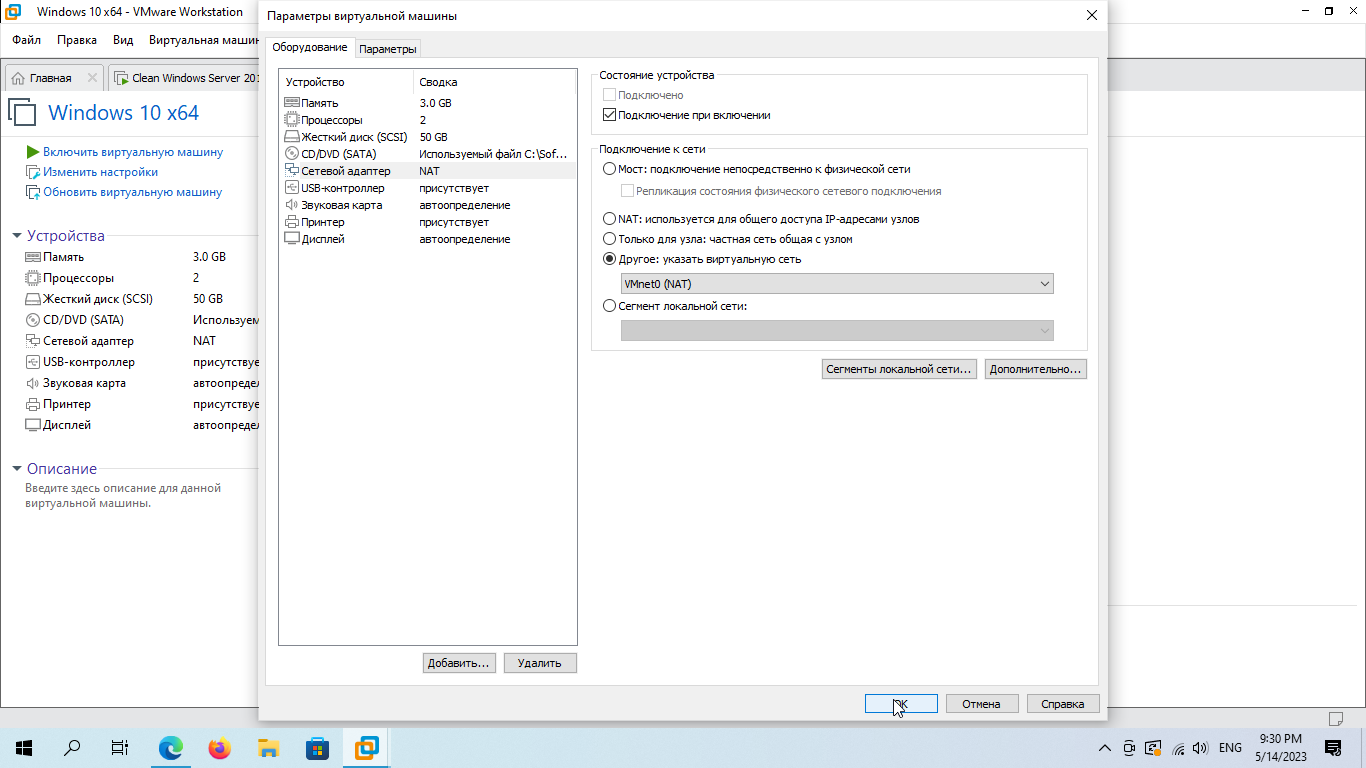 Windows 10 x64 - VMware Workstation
Файл Правка Вид Виртуальная
Главная
Clean Windows Server
Windows 10 x64
Включить виртуальную машину
Изменить настройки
Обновить виртуальную машину
Устройства
Память 3.0 GB
Процессоры 2
Жесткий диск (SCSI) 50 GB
CD/DVD (SATA)
Сетевой адаптер NAT
USB-контроллер
Звуковая карта
Принтер
Дисплей
Описание
Введите здесь описание для данной
виртуальной машины.
Параметры виртуальной машины
Оборудование Параметры
Устройство Сводка
Память 3.0 GB
Процессоры 2
Жесткий диск (SCSI) 50 GB
CD/DVD (SATA) Используемый файл C:\Sof...
Сетевой адаптер NAT
USB-контроллер присутствует
Звуковая карта автоопределение
Принтер присутствует
Дисплей автоопределение
Добавить... Удалить
Состояние устройства
Подключено
Подключение при включении
Подключение к сети
Мост: подключение непосредственно к физической сети
Репликация состояния физического сетевого подключения
NAT: используется для общего доступа IP-адресами узлов
Только для узла: частная сеть общая с узлом
Другое: указать виртуальную сеть
VMnet0 (NAT)
Сегмент локальной сети:
Сегменты локальной сети... Дополнительно...
OK Отмена Справка
ENG
9:30 PM
5/14/2023